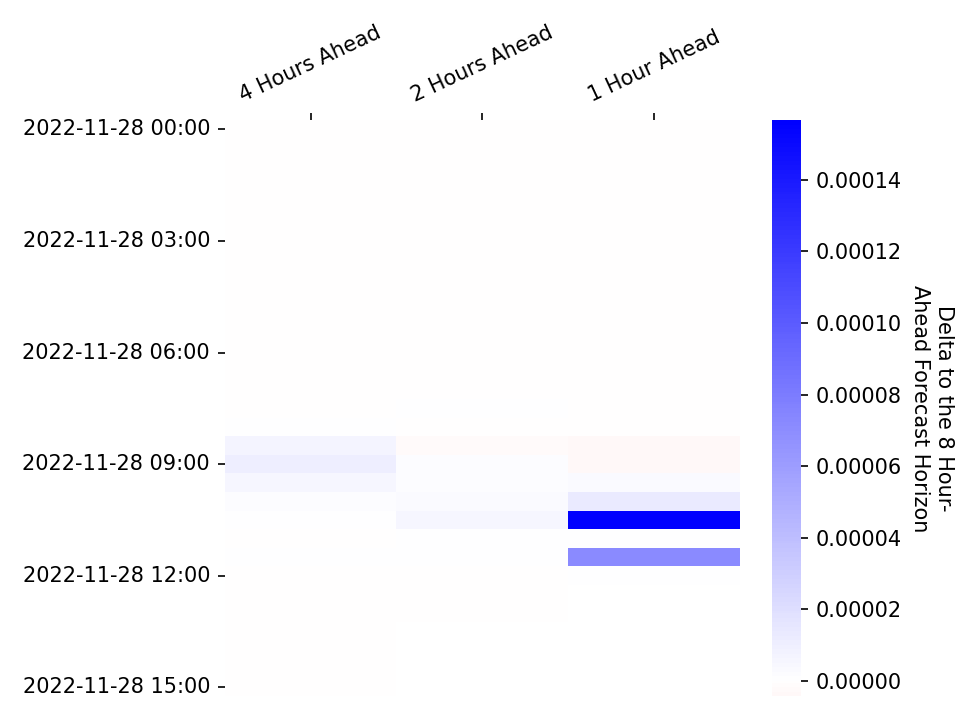 4 Hours Ahead
2 Hours Ahead
1 Hour Ahead
2022-11-28 00:00
2022-11-28 03:00
2022-11-28 06:00
2022-11-28 09:00
2022-11-28 12:00
2022-11-28 15:00
0.00014
0.00012
0.00010
0.00008
0.00006
0.00004
0.00002
0.00000
Delta to the 8 Hour-
Ahead Forecast Horizon